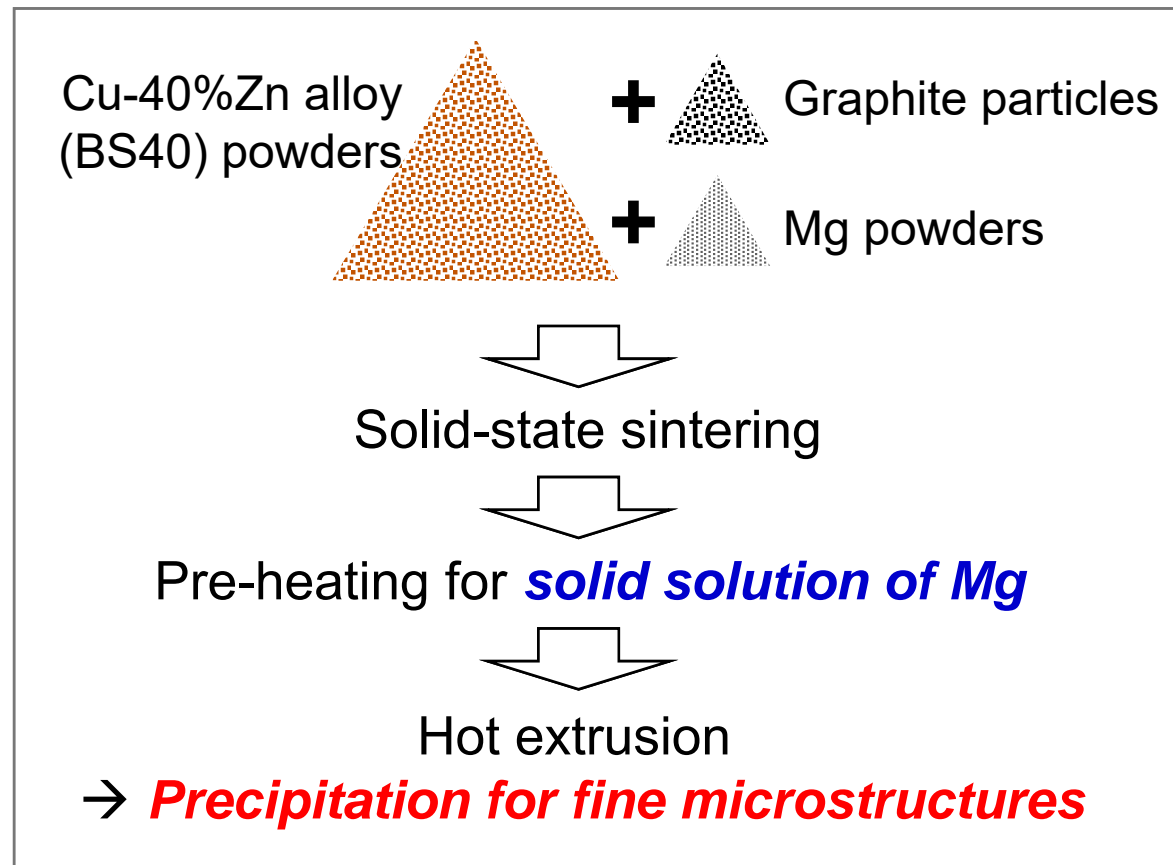 Cu-40%Zn alloy
(BS40) powders
+ Graphite particles
+ Mg powders
Solid-state sintering
Pre-heating for solid solution of Mg
Hot extrusion
→ Precipitation for fine microstructures